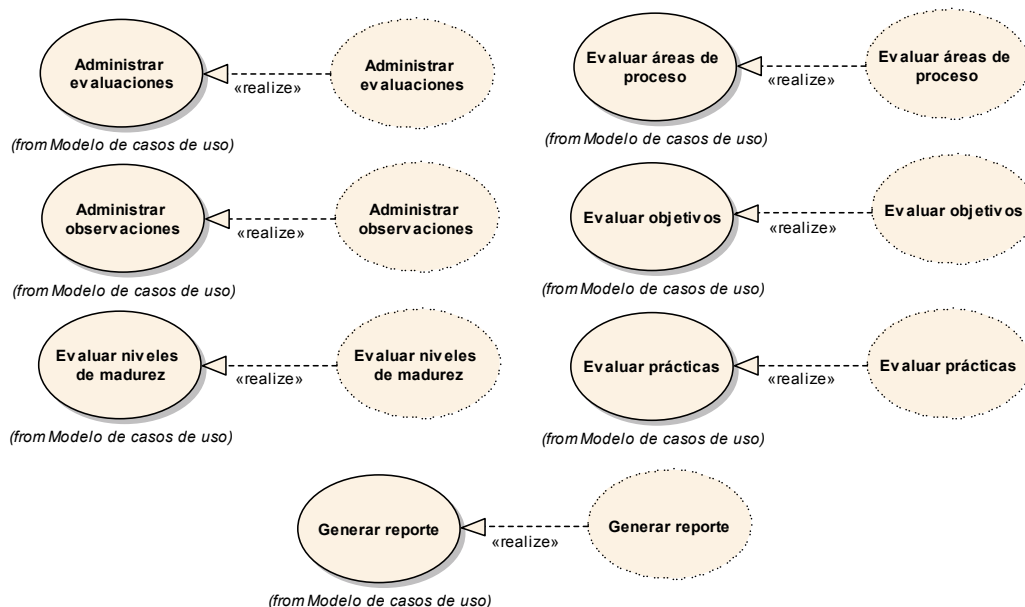 Administrar
evaluaciones
«realize»
Administrar
evaluaciones
(from Modelo de casos de uso)
Evaluar áreas de
proceso
«realize»
Evaluar áreas de
proceso
(from Modelo de casos de uso)
Administrar
observaciones
«realize»
Administrar
observaciones
(from Modelo de casos de uso)
Evaluar objetivos
«realize»
Evaluar objetivos
(from Modelo de casos de uso)
Evaluar niveles
de madurez
«realize»
Evaluar niveles
de madurez
(from Modelo de casos de uso)
Evaluar prácticas
«realize»
Evaluar prácticas
(from Modelo de casos de uso)
Generar reporte
«realize»
Generar reporte
(from Modelo de casos de uso)